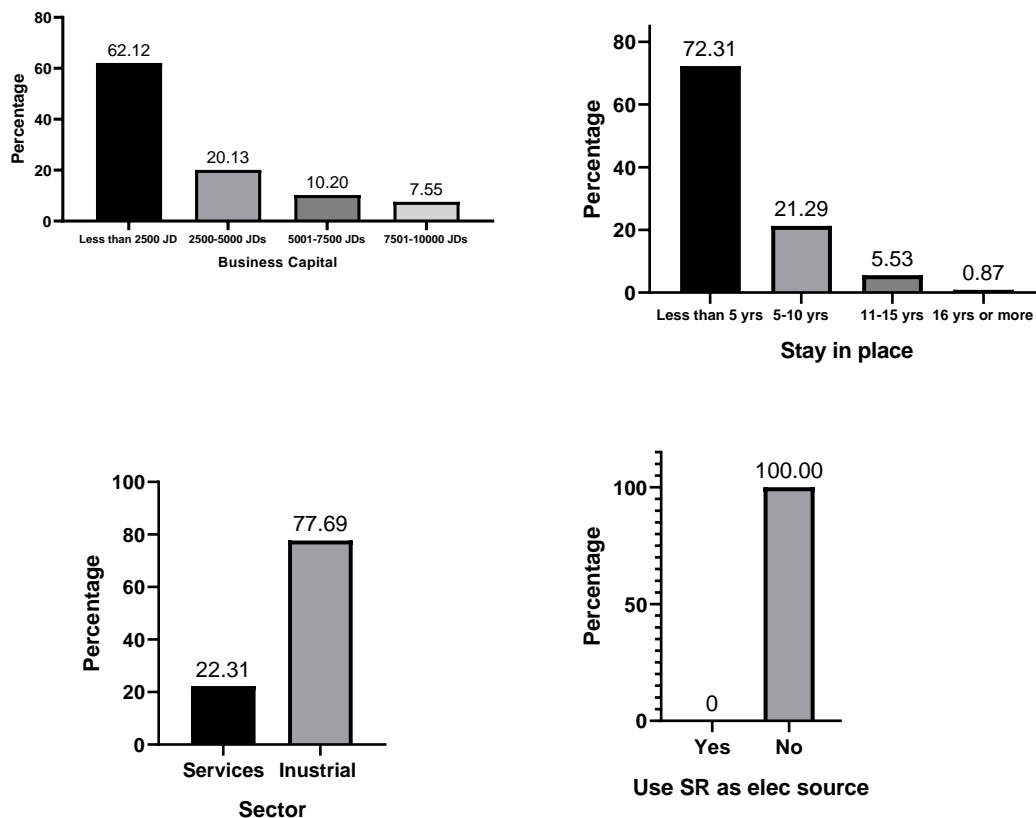 80
62.12
60
Percentage
40
20.13
20
10.20
7.55
0
Less than 2500 JD 2500-5000 JDs 5001-7500 JDs 7501-10000 JDs
Business Capital
80
72.31
60
Percentage
40
21.29
20
5.53
0.87
0
Less than 5 yrs 5-10 yrs 11-15 yrs 16 yrs or more
Stay in place
100
77.69
80
60
Percentage
40
22.31
20
0
Services Inustrial
Sector
100.00
100
Percentage
50
0
0
Yes No
Use SR as elec source